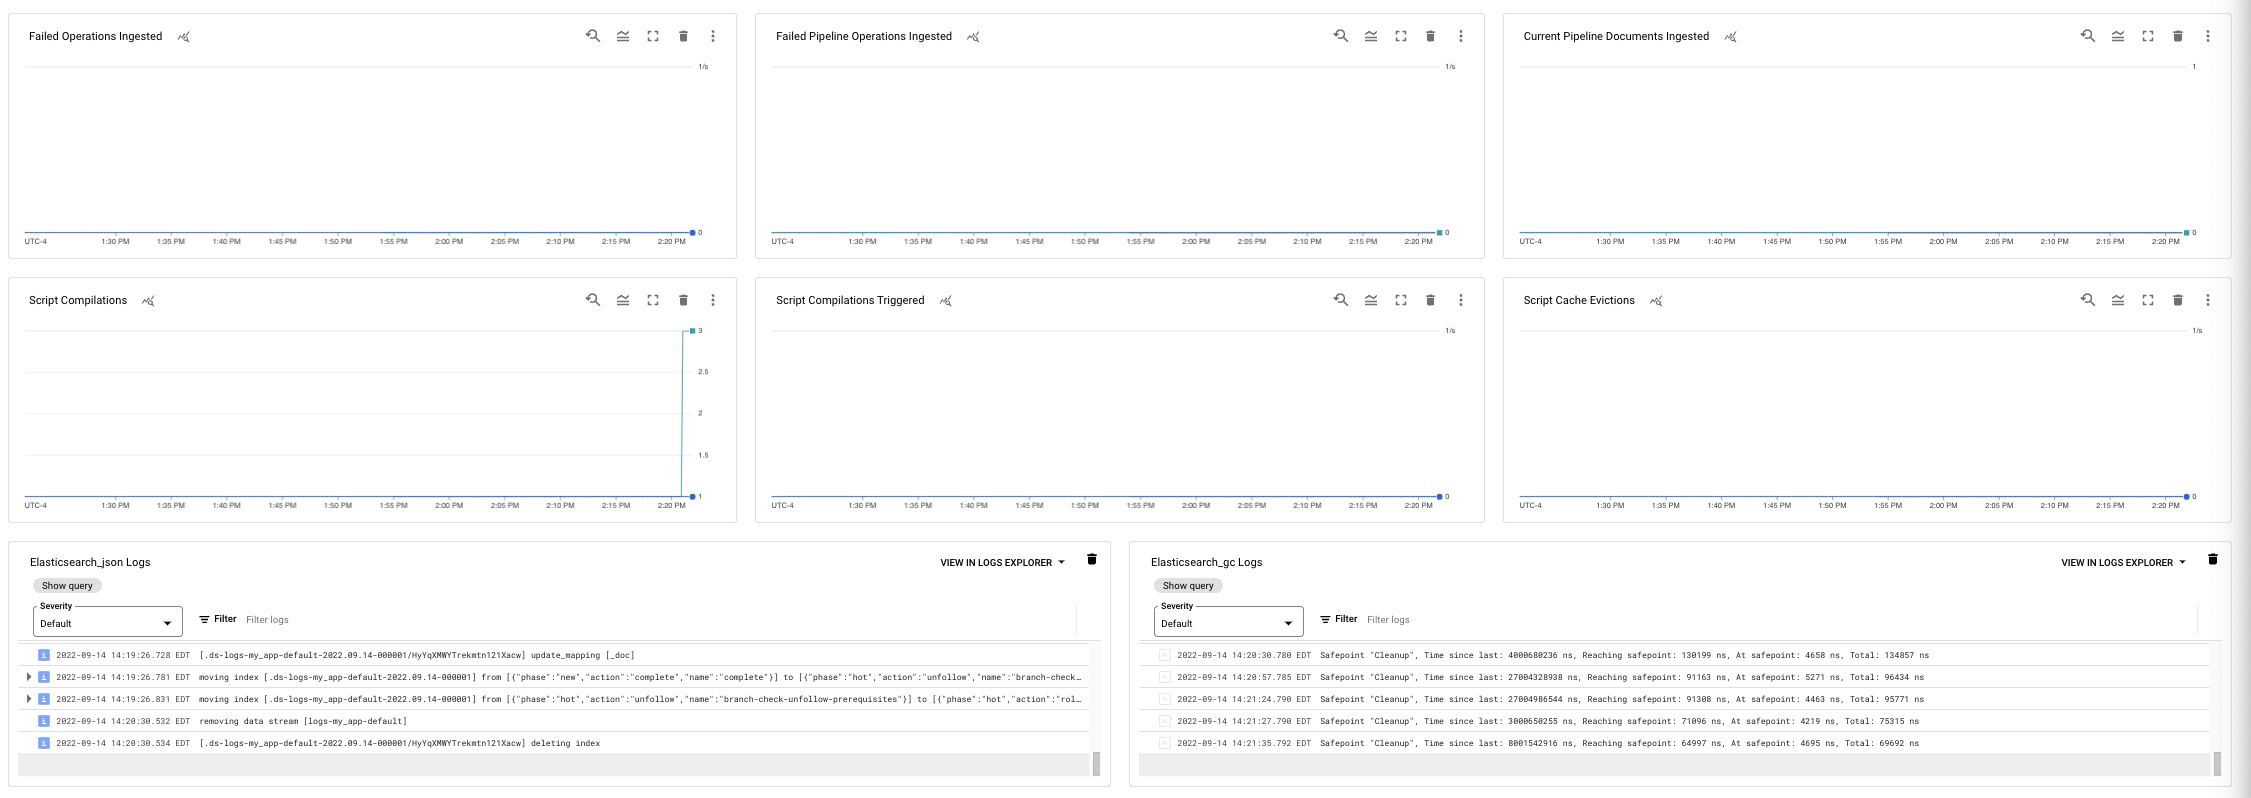 Failed Operations Ingested
1/s
0
UTC-4 1:30 PM 1:35 PM 1:40 PM 1:45 PM 1:50 PM 1:55 PM 2:00 PM 2:05 PM 2:10 PM 2:15 PM 2:20 PM
Failed Pipeline Operations Ingested
1/s
0
UTC-4 1:30 PM 1:35 PM 1:40 PM 1:45 PM 1:50 PM 1:55 PM 2:00 PM 2:05 PM 2:10 PM 2:15 PM 2:20 PM
Current Pipeline Documents Ingested
1
0
UTC-4 1:30 PM 1:35 PM 1:40 PM 1:45 PM 1:50 PM 1:55 PM 2:00 PM 2:05 PM 2:10 PM 2:15 PM 2:20 PM
Script Compilations
3
2.5
2
1.5
1
UTC-4 1:30 PM 1:35 PM 1:40 PM 1:45 PM 1:50 PM 1:55 PM 2:00 PM 2:05 PM 2:10 PM 2:15 PM 2:20 PM
Script Compilations Triggered
1/s
0
UTC-4 1:30 PM 1:35 PM 1:40 PM 1:45 PM 1:50 PM 1:55 PM 2:00 PM 2:05 PM 2:10 PM 2:15 PM 2:20 PM
Script Cache Evictions
1/s
0
UTC-4 1:30 PM 1:35 PM 1:40 PM 1:45 PM 1:50 PM 1:55 PM 2:00 PM 2:05 PM 2:10 PM 2:15 PM 2:20 PM
Elasticsearch_json Logs VIEW IN LOGS EXPLORER
Show query
Severity
Default Filter Filter logs
i 2022-09-14 14:19:26.728 EDT [.ds-logs-my_app-default-2022.09.14-000001/HyYqXMWYTrekmtn121Xacw] update_mapping [_doc]
i 2022-09-14 14:19:26.781 EDT moving index [.ds-logs-my_app-default-2022.09.14-000001] from [{"phase":"new","action":"complete","name":"complete"}] to [{"phase":"hot","action":"unfollow","name":"branch-check…
i 2022-09-14 14:19:26.831 EDT moving index [.ds-logs-my_app-default-2022.09.14-000001] from [{"phase":"hot","action":"unfollow","name":"branch-check-unfollow-prerequisites"}] to [{"phase":"hot","action":"rol…
i 2022-09-14 14:20:30.532 EDT removing data stream [logs-my_app-default]
i 2022-09-14 14:20:30.534 EDT [.ds-logs-my_app-default-2022.09.14-000001/HyYqXMWYTrekmtn121Xacw] deleting index
Elasticsearch_gc Logs VIEW IN LOGS EXPLORER
Show query
Severity
Default Filter Filter logs
2022-09-14 14:20:30.780 EDT Safepoint "Cleanup", Time since last: 4000680236 ns, Reaching safepoint: 130199 ns, At safepoint: 4658 ns, Total: 134857 ns
2022-09-14 14:20:57.785 EDT Safepoint "Cleanup", Time since last: 27004328938 ns, Reaching safepoint: 91163 ns, At safepoint: 5271 ns, Total: 96434 ns
2022-09-14 14:21:24.790 EDT Safepoint "Cleanup", Time since last: 27004986544 ns, Reaching safepoint: 91308 ns, At safepoint: 4463 ns, Total: 95771 ns
2022-09-14 14:21:27.790 EDT Safepoint "Cleanup", Time since last: 3000650255 ns, Reaching safepoint: 71096 ns, At safepoint: 4219 ns, Total: 75315 ns
2022-09-14 14:21:35.792 EDT Safepoint "Cleanup", Time since last: 8001542916 ns, Reaching safepoint: 64997 ns, At safepoint: 4695 ns, Total: 69692 ns